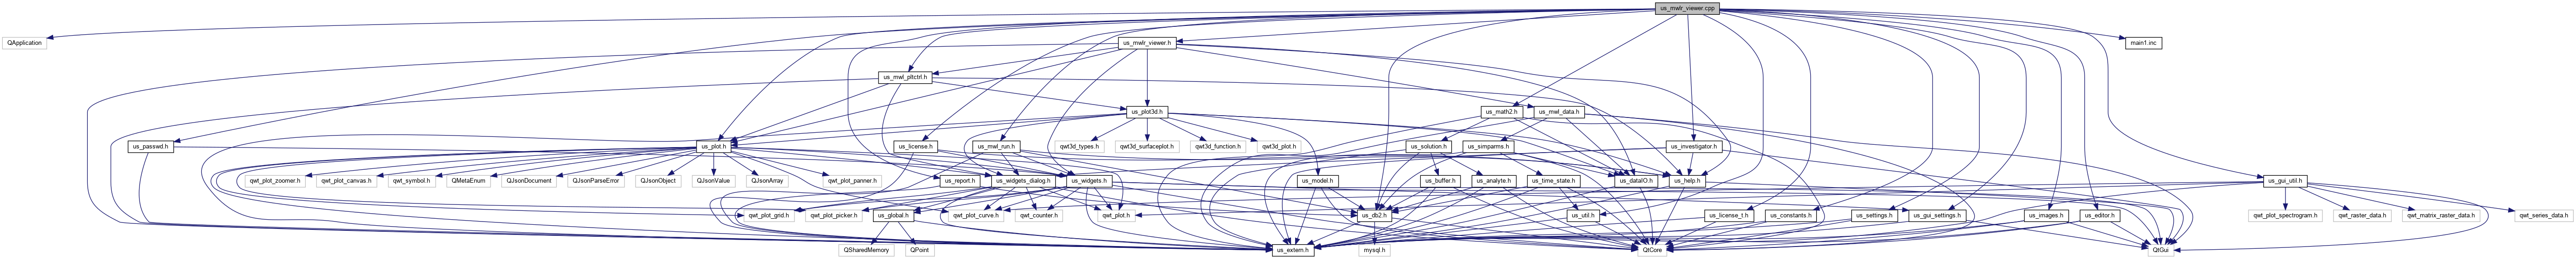 us_mwlr_viewer.cpp
QApplication
us_mwlr_viewer.h
main1.inc
us_mwl_pltctrl.h
us_plot3d.h
us_math2.h
us_mwl_data.h
us_passwd.h
us_plot.h
us_license.h
us_mwl_run.h
qwt3d_types.h
qwt3d_surfaceplot.h
qwt3d_function.h
qwt3d_plot.h
us_solution.h
us_simparms.h
us_investigator.h
qwt_plot_zoomer.h
qwt_plot_canvas.h
qwt_symbol.h
QMetaEnum
QJsonDocument
QJsonParseError
QJsonObject
QJsonValue
QJsonArray
qwt_plot_panner.h
us_report.h
us_widgets_dialog.h
us_widgets.h
us_model.h
us_buffer.h
us_analyte.h
us_time_state.h
us_dataIO.h
us_help.h
us_gui_util.h
qwt_plot_grid.h
qwt_plot_picker.h
us_global.h
qwt_plot_curve.h
qwt_counter.h
qwt_plot.h
us_db2.h
us_util.h
us_license_t.h
us_constants.h
us_settings.h
us_gui_settings.h
us_images.h
us_editor.h
qwt_plot_spectrogram.h
qwt_raster_data.h
qwt_matrix_raster_data.h
qwt_series_data.h
QSharedMemory
QPoint
us_extern.h
mysql.h
QtCore
QtGui